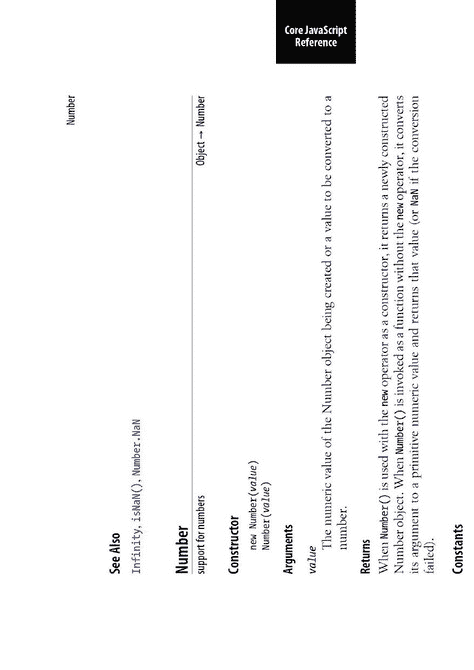 Core JavaScript
Reference
Number
See Also
Infinity, isNaN(), Number.NaN
Number
support for numbers Object → Number
Constructor
new Number(value)
Number(value)
Arguments
value
The numeric value of the Number object being created or a value to be converted to a
number.
Returns
When Number() is used with the new operator as a constructor, it returns a newly constructed
Number object. When Number() is invoked as a function without the new operator, it converts
its argument to a primitive numeric value and returns that value (or NaN if the conversion
failed).
Constants